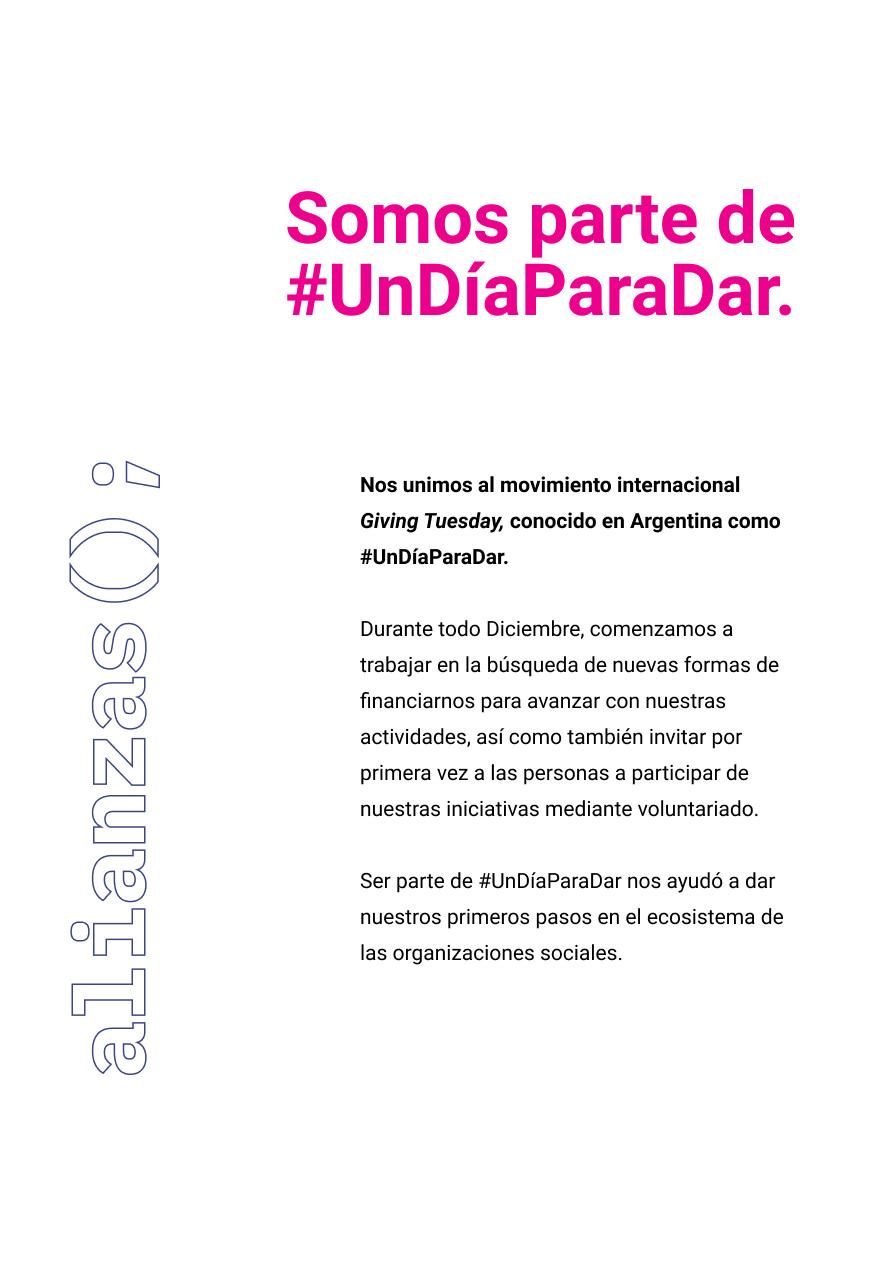 Somos parte de
#UnDíaParaDar.
alianzas();
Nos unimos al movimiento internacional
Giving Tuesday, conocido en Argentina como
#UnDíaParaDar.
Durante todo Diciembre, comenzamos a
trabajar en la búsqueda de nuevas formas de
financiarnos para avanzar con nuestras
actividades, así como también invitar por
primera vez a las personas a participar de
nuestras iniciativas mediante voluntariado.
Ser parte de #UnDíaParaDar nos ayudó a dar
nuestros primeros pasos en el ecosistema de
las organizaciones sociales.